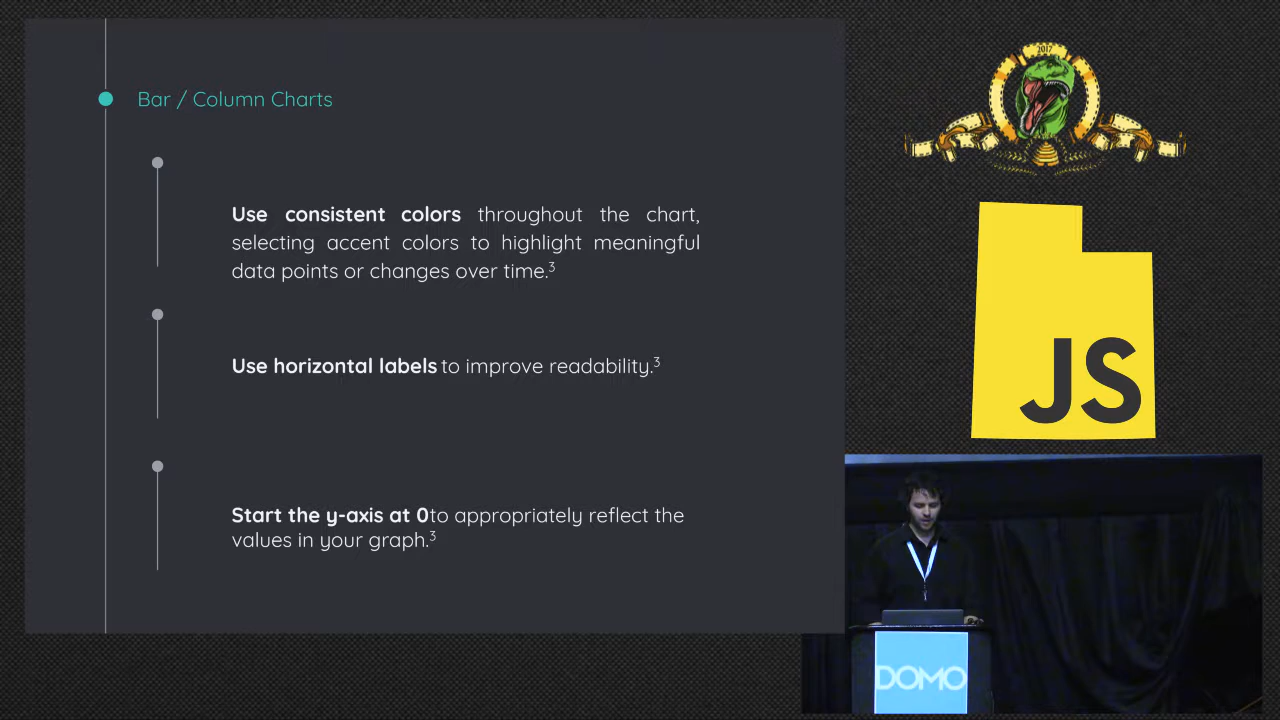 Bar / Column Charts
Use consistent colors throughout the chart,
selecting accent colors to highlight meaningful
data points or changes over time.3
Use horizontal labels to improve readability.3
Start the y-axis at 0to appropriately reflect the
values in your graph.3
2017
JS
DOMO